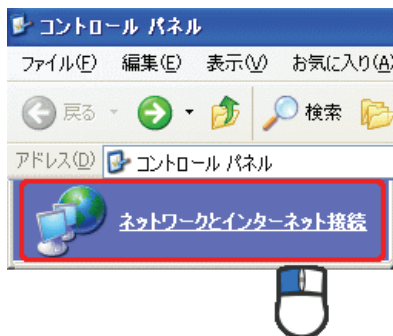 コントロール パネル
ファイル(F) 編集(E) 表示(V) お気に入り(A)
戻る 検索
アドレス(D) コントロール パネル
ネットワークとインターネット接続